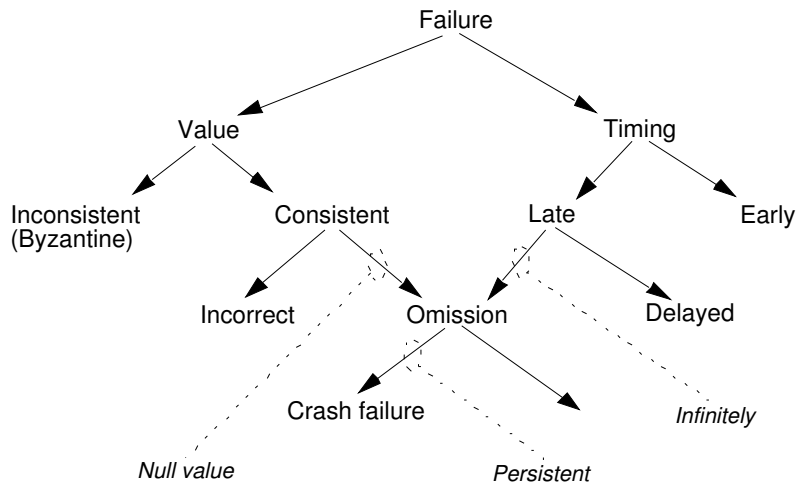 Failure
Value
Timing
Inconsistent
(Byzantine)
Consistent
Late
Early
Incorrect
Omission
Delayed
Crash failure
Infinitely
Null value
Persistent